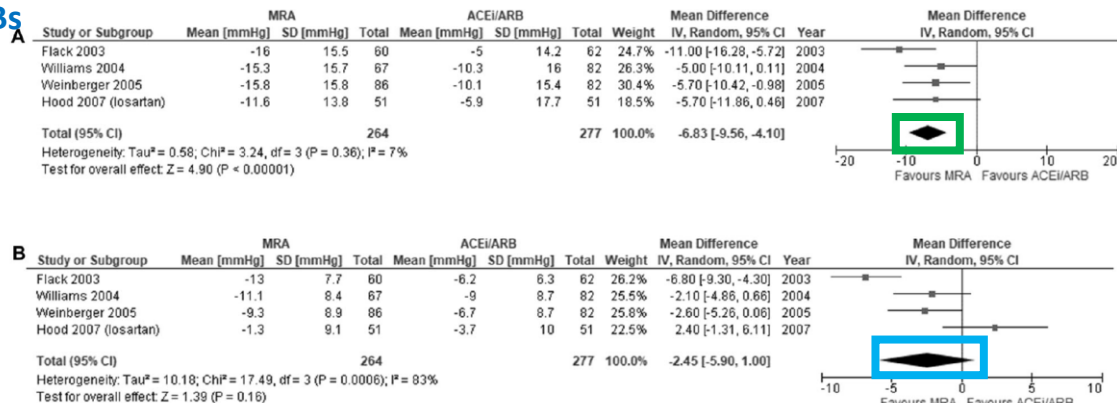 Bs
A
MRA ACEi/ARB Mean Difference Mean Difference
Study or Subgroup Mean [mmHg] SD [mmHg] Total Mean [mmHg] SD [mmHg] Total Weight IV, Random, 95% CI Year IV, Random, 95% CI
Flack 2003 -16 15.5 60 -5 14.2 62 24.7% -11.00 [-16.28, -5.72] 2003
Williams 2004 -15.3 15.7 67 -10.3 16 82 26.3% -5.00 [-10.11, 0.11] 2004
Weinberger 2005 -15.8 15.8 86 -10.1 15.4 82 30.4% -5.70 [-10.42, -0.98] 2005
Hood 2007 (losartan) -11.6 13.8 51 -5.9 17.7 51 18.5% -5.70 [-11.86, 0.46] 2007
Total (95% CI) 264 277 100.0% -6.83 [-9.56, -4.10]
Heterogeneity: Tau² = 0.58; Chi² = 3.24, df = 3 (P = 0.36); I² = 7%
Test for overall effect: Z = 4.90 (P < 0.00001)
-20 -10 0 10 20
Favours MRA Favours ACEi/ARB
B
MRA ACEi/ARB Mean Difference Mean Difference
Study or Subgroup Mean [mmHg] SD [mmHg] Total Mean [mmHg] SD [mmHg] Total Weight IV, Random, 95% CI Year IV, Random, 95% CI
Flack 2003 -13 7.7 60 -6.2 6.3 62 26.2% -6.80 [-9.30, -4.30] 2003
Williams 2004 -11.1 8.4 67 -9 8.7 82 25.5% -2.10 [-4.86, 0.66] 2004
Weinberger 2005 -9.3 8.9 86 -6.7 8.7 82 25.8% -2.60 [-5.26, 0.06] 2005
Hood 2007 (losartan) -1.3 9.1 51 -3.7 10 51 22.5% 2.40 [-1.31, 6.11] 2007
Total (95% CI) 264 277 100.0% -2.45 [-5.90, 1.00]
Heterogeneity: Tau² = 10.18; Chi² = 17.49, df = 3 (P = 0.0006); I² = 83%
Test for overall effect: Z = 1.39 (P = 0.16)
-10 -5 0 5 10
Favours MRA Favours ACEi/ARB